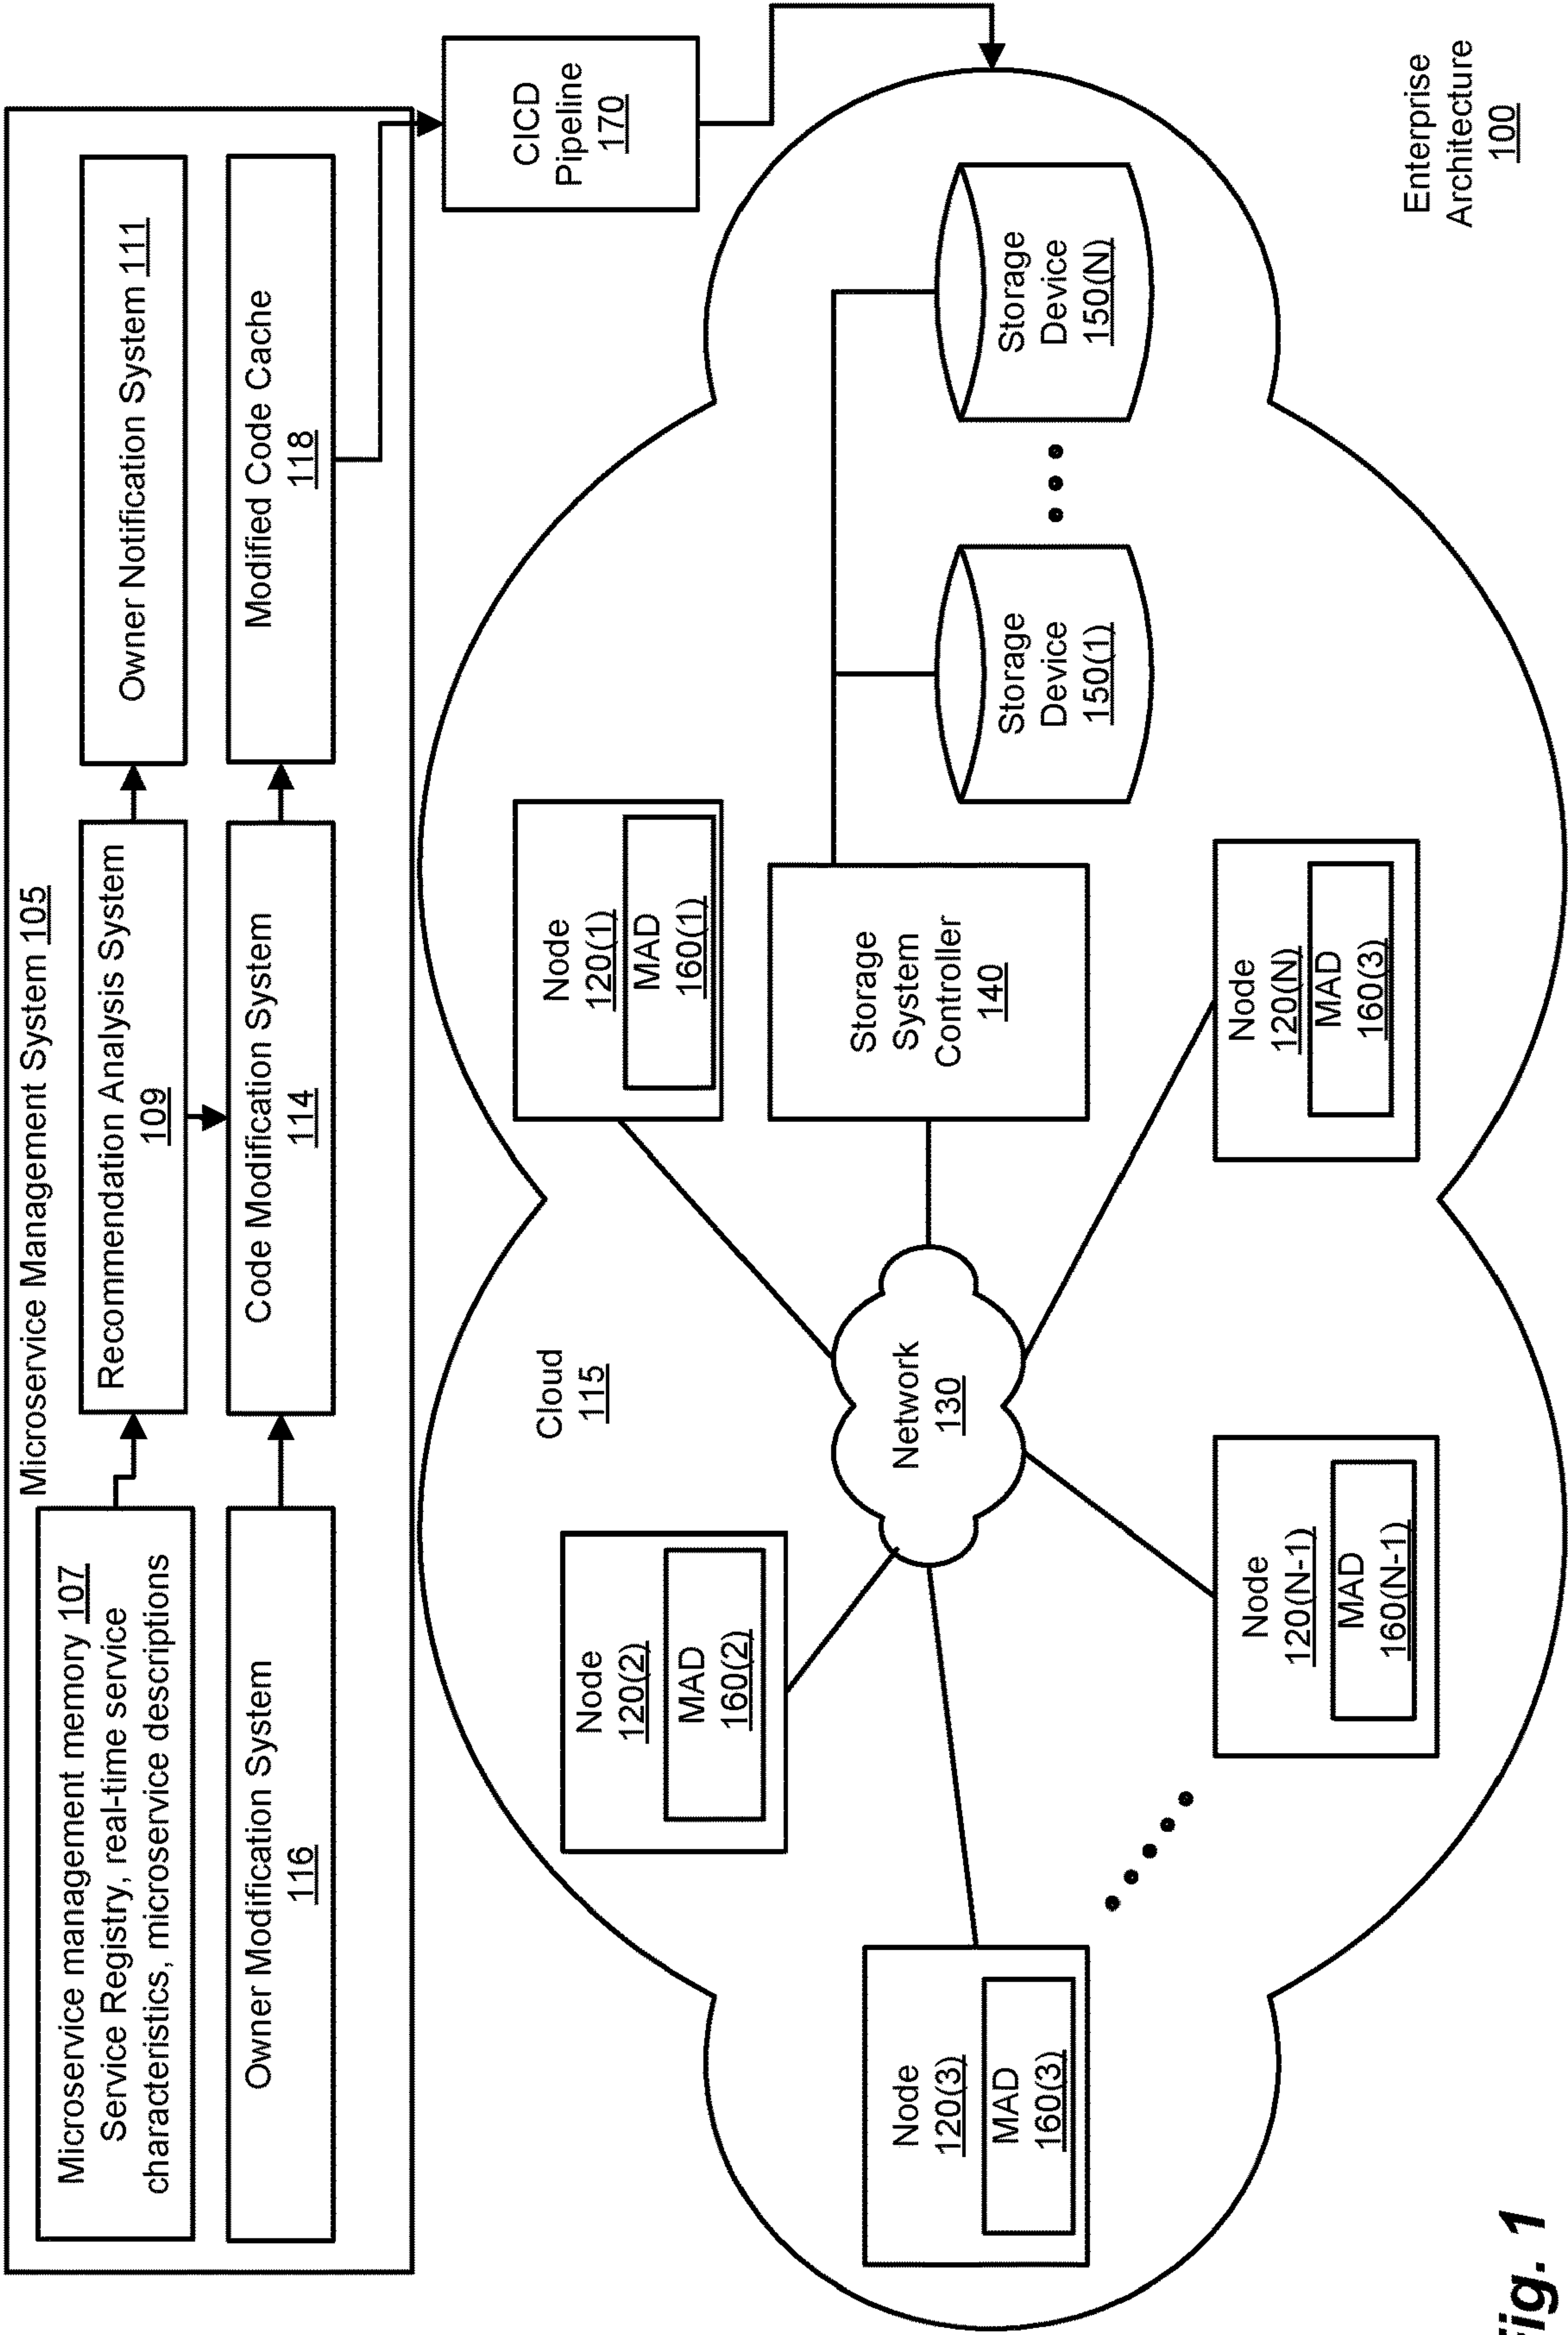 Microservice Management System 105
Microservice management memory 107
Service Registry, real-time service
characteristics, microservice descriptions
Recommendation Analysis System
109
Owner Notification System 111
Owner Modification System
116
Code Modification System
114
Modified Code Cache
118
CICD
Pipeline
170
Cloud
115
Node
120(1)
MAD
160(1)
Node
120(2)
MAD
160(2)
Storage
System
Controller
140
Storage
Device
150(1)
Storage
Device
150(N)
Network
130
Node
120(3)
MAD
160(3)
Node
120(N-1)
MAD
160(N-1)
Node
120(N)
MAD
160(3)
Enterprise
Architecture
100
Fig. 1